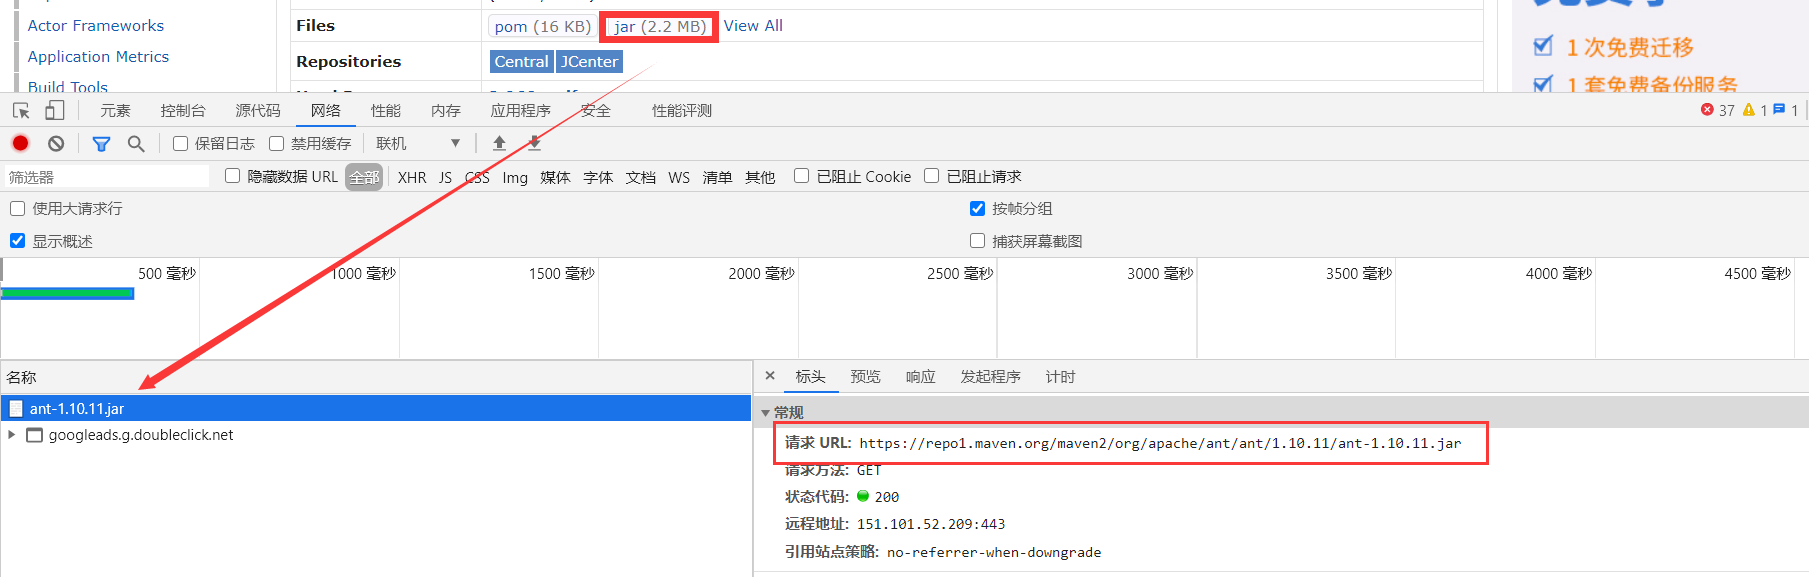 Actor Frameworks
Files
pom (16 KB)
jar (2.2 MB)
View All
1 次免费迁移
Application Metrics
Repositories
Central
JCenter
Build Tools
1 套免费备份服务
元素
控制台
源代码
网络
性能
内存
应用程序
安全
性能评测
37
1
1
保留日志
禁用缓存
联机
筛选器
隐藏数据 URL
全部
XHR
JS
CSS
Img
媒体
字体
文档
WS
清单
其他
已阻止 Cookie
已阻止请求
使用大请求行
按帧分组
显示概述
捕获屏幕截图
500 毫秒
1000 毫秒
1500 毫秒
2000 毫秒
2500 毫秒
3000 毫秒
3500 毫秒
4000 毫秒
4500 毫秒
名称
×
标头
预览
响应
发起程序
计时
ant-1.10.11.jar
googleads.g.doubleclick.net
常规
请求 URL: https://repo1.maven.org/maven2/org/apache/ant/ant/1.10.11/ant-1.10.11.jar
请求方法: GET
状态代码: 200
远程地址: 151.101.52.209:443
引用站点策略: no-referrer-when-downgrade